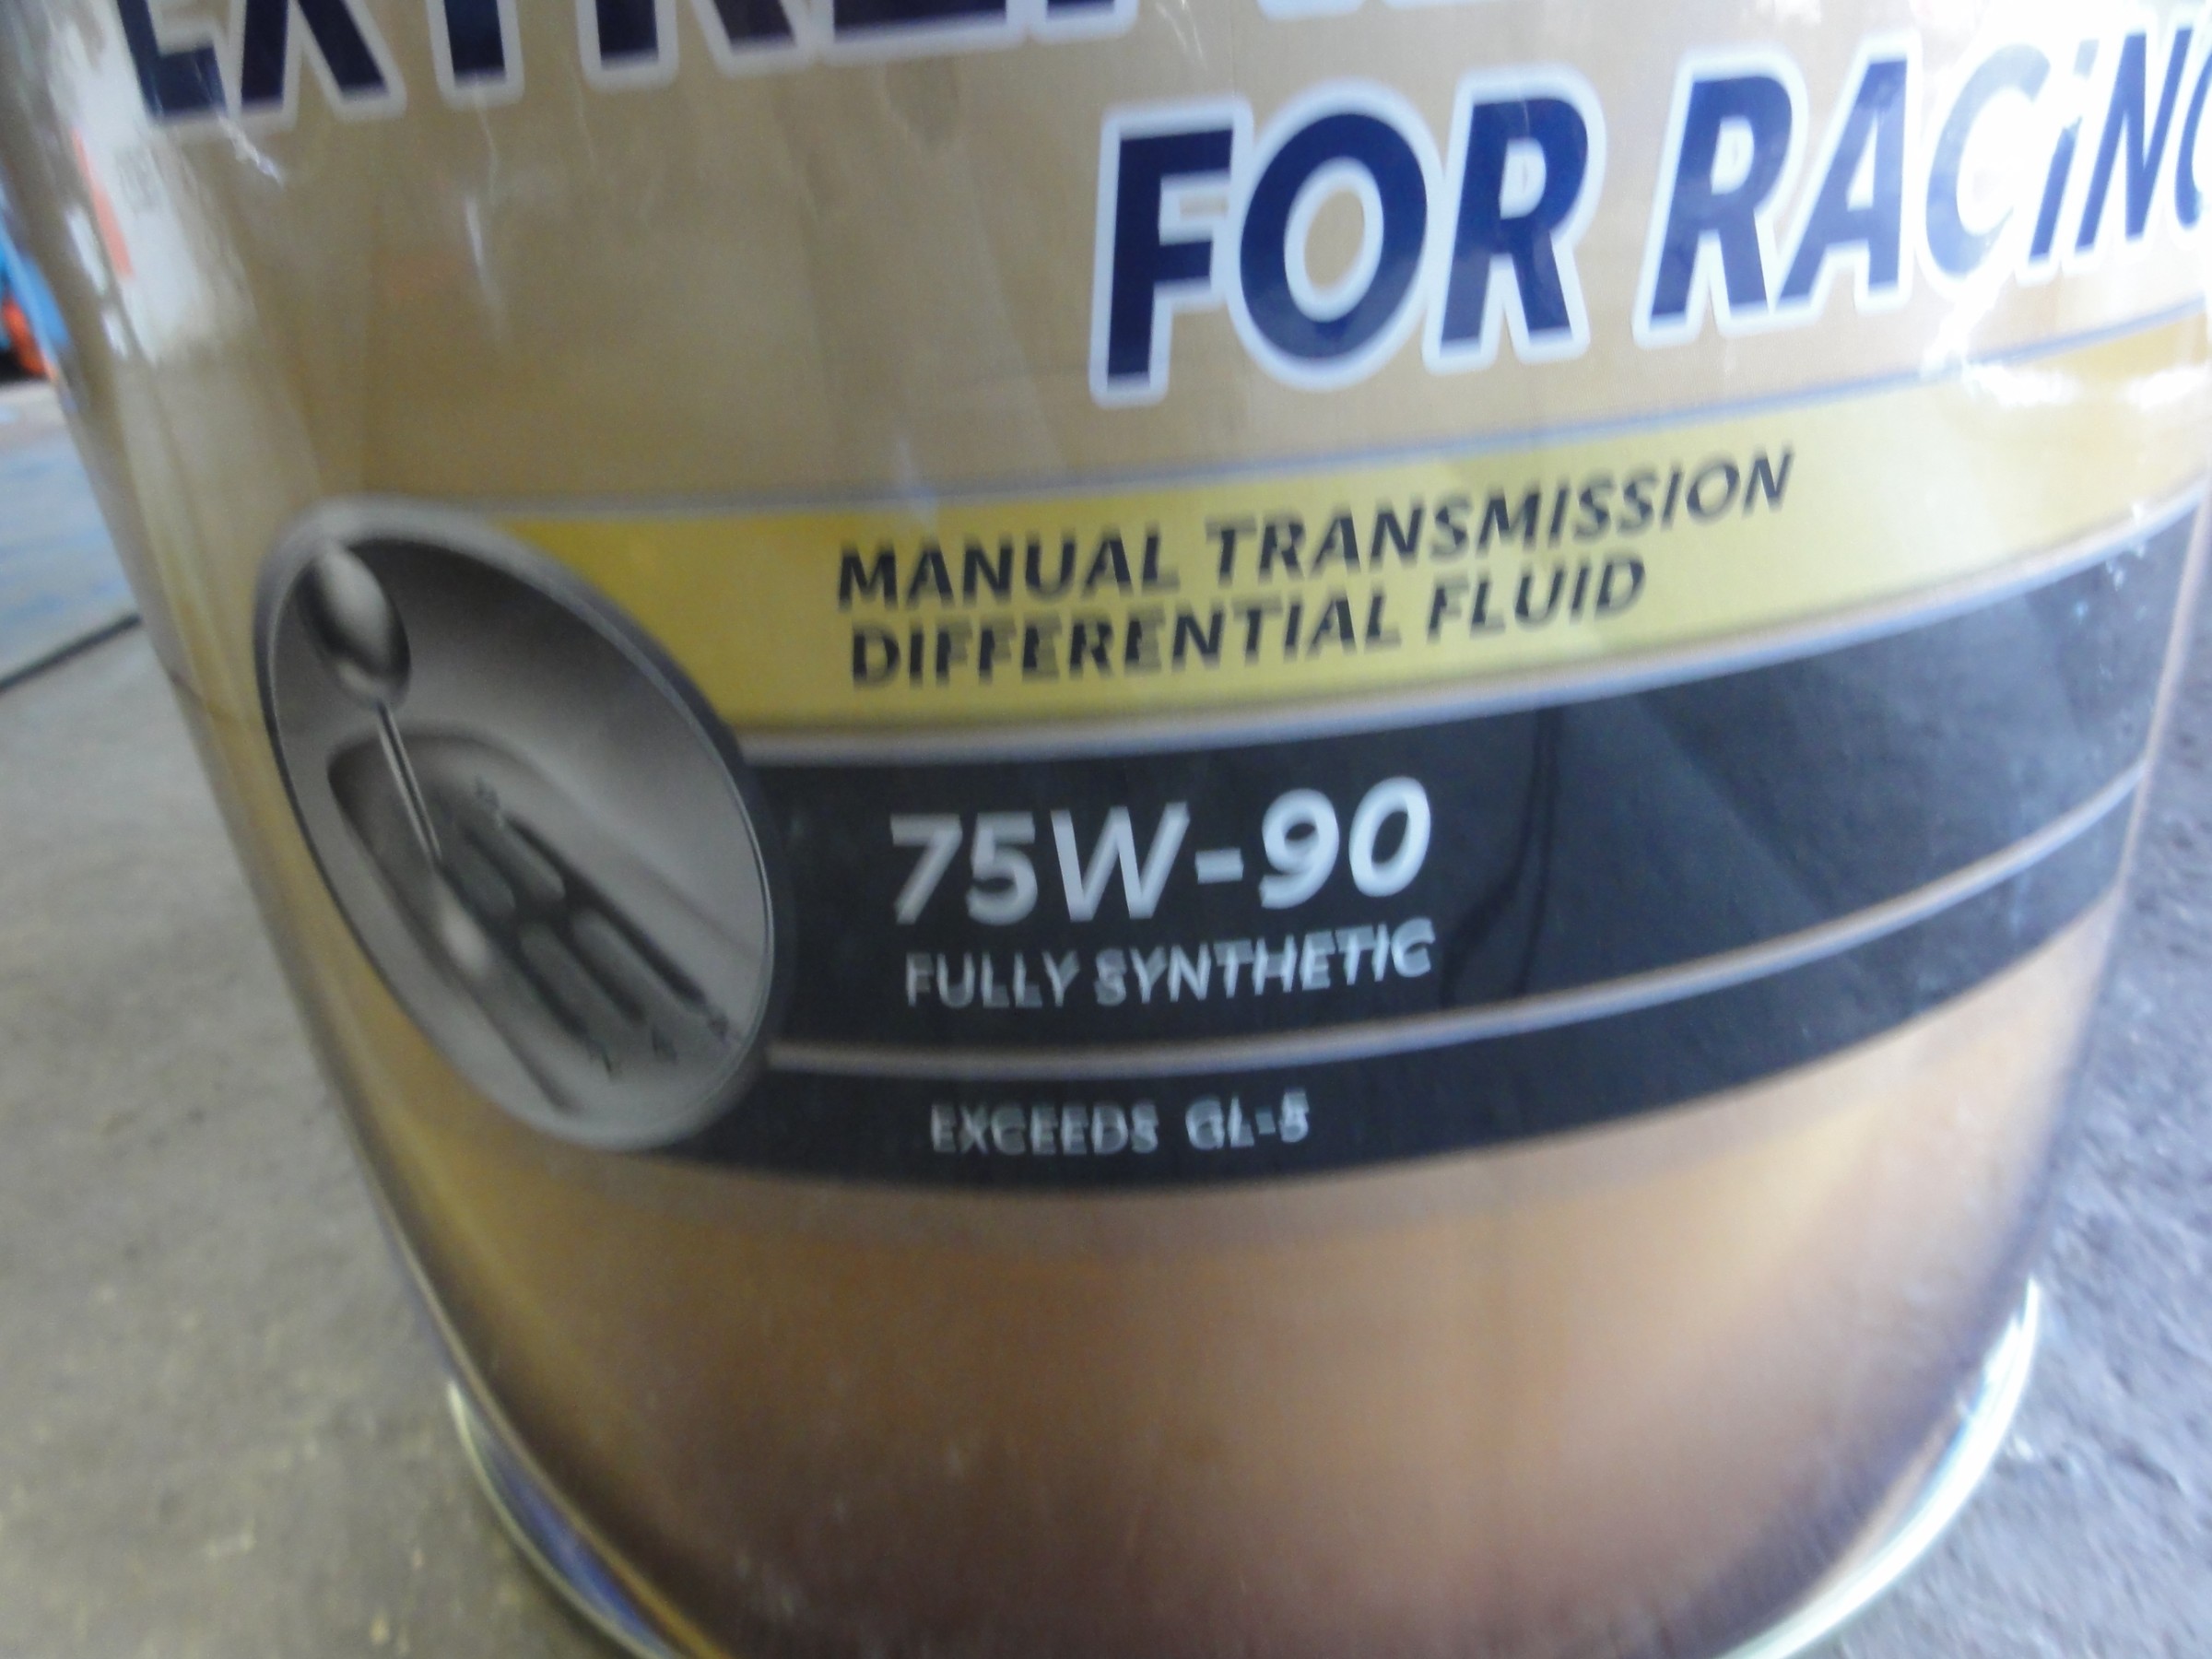 FOR RACiNG
MANUAL TRANSMISSION
DIFFERENTIAL FLUID
75W-90
FULLY SYNTHETIC
EXCEEDS GL-5